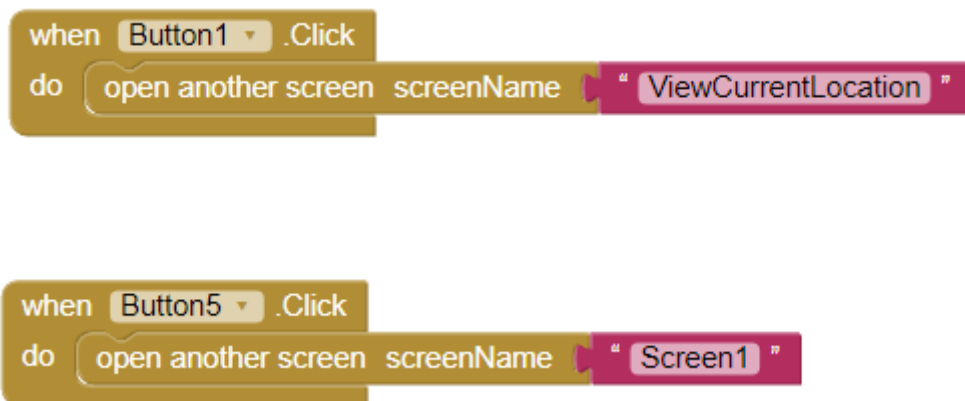 when Button1 .Click
do open another screen screenName " ViewCurrentLocation "
when Button5 .Click
do open another screen screenName " Screen1 "